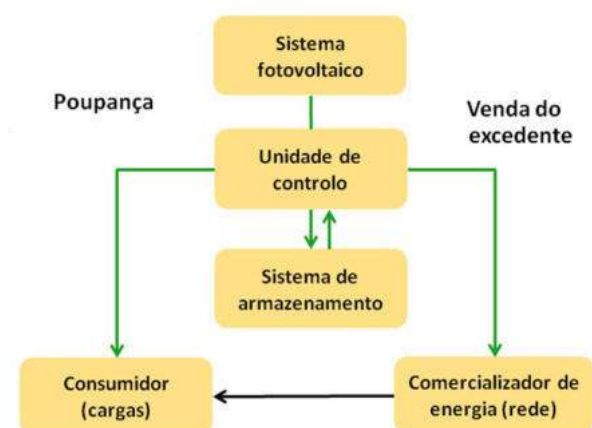 Sistema
fotovoltaico
Poupança
Venda do
excedente
Unidade de
controlo
Sistema de
armazenamento
Consumidor
(cargas)
Comercializador de
energia (rede)